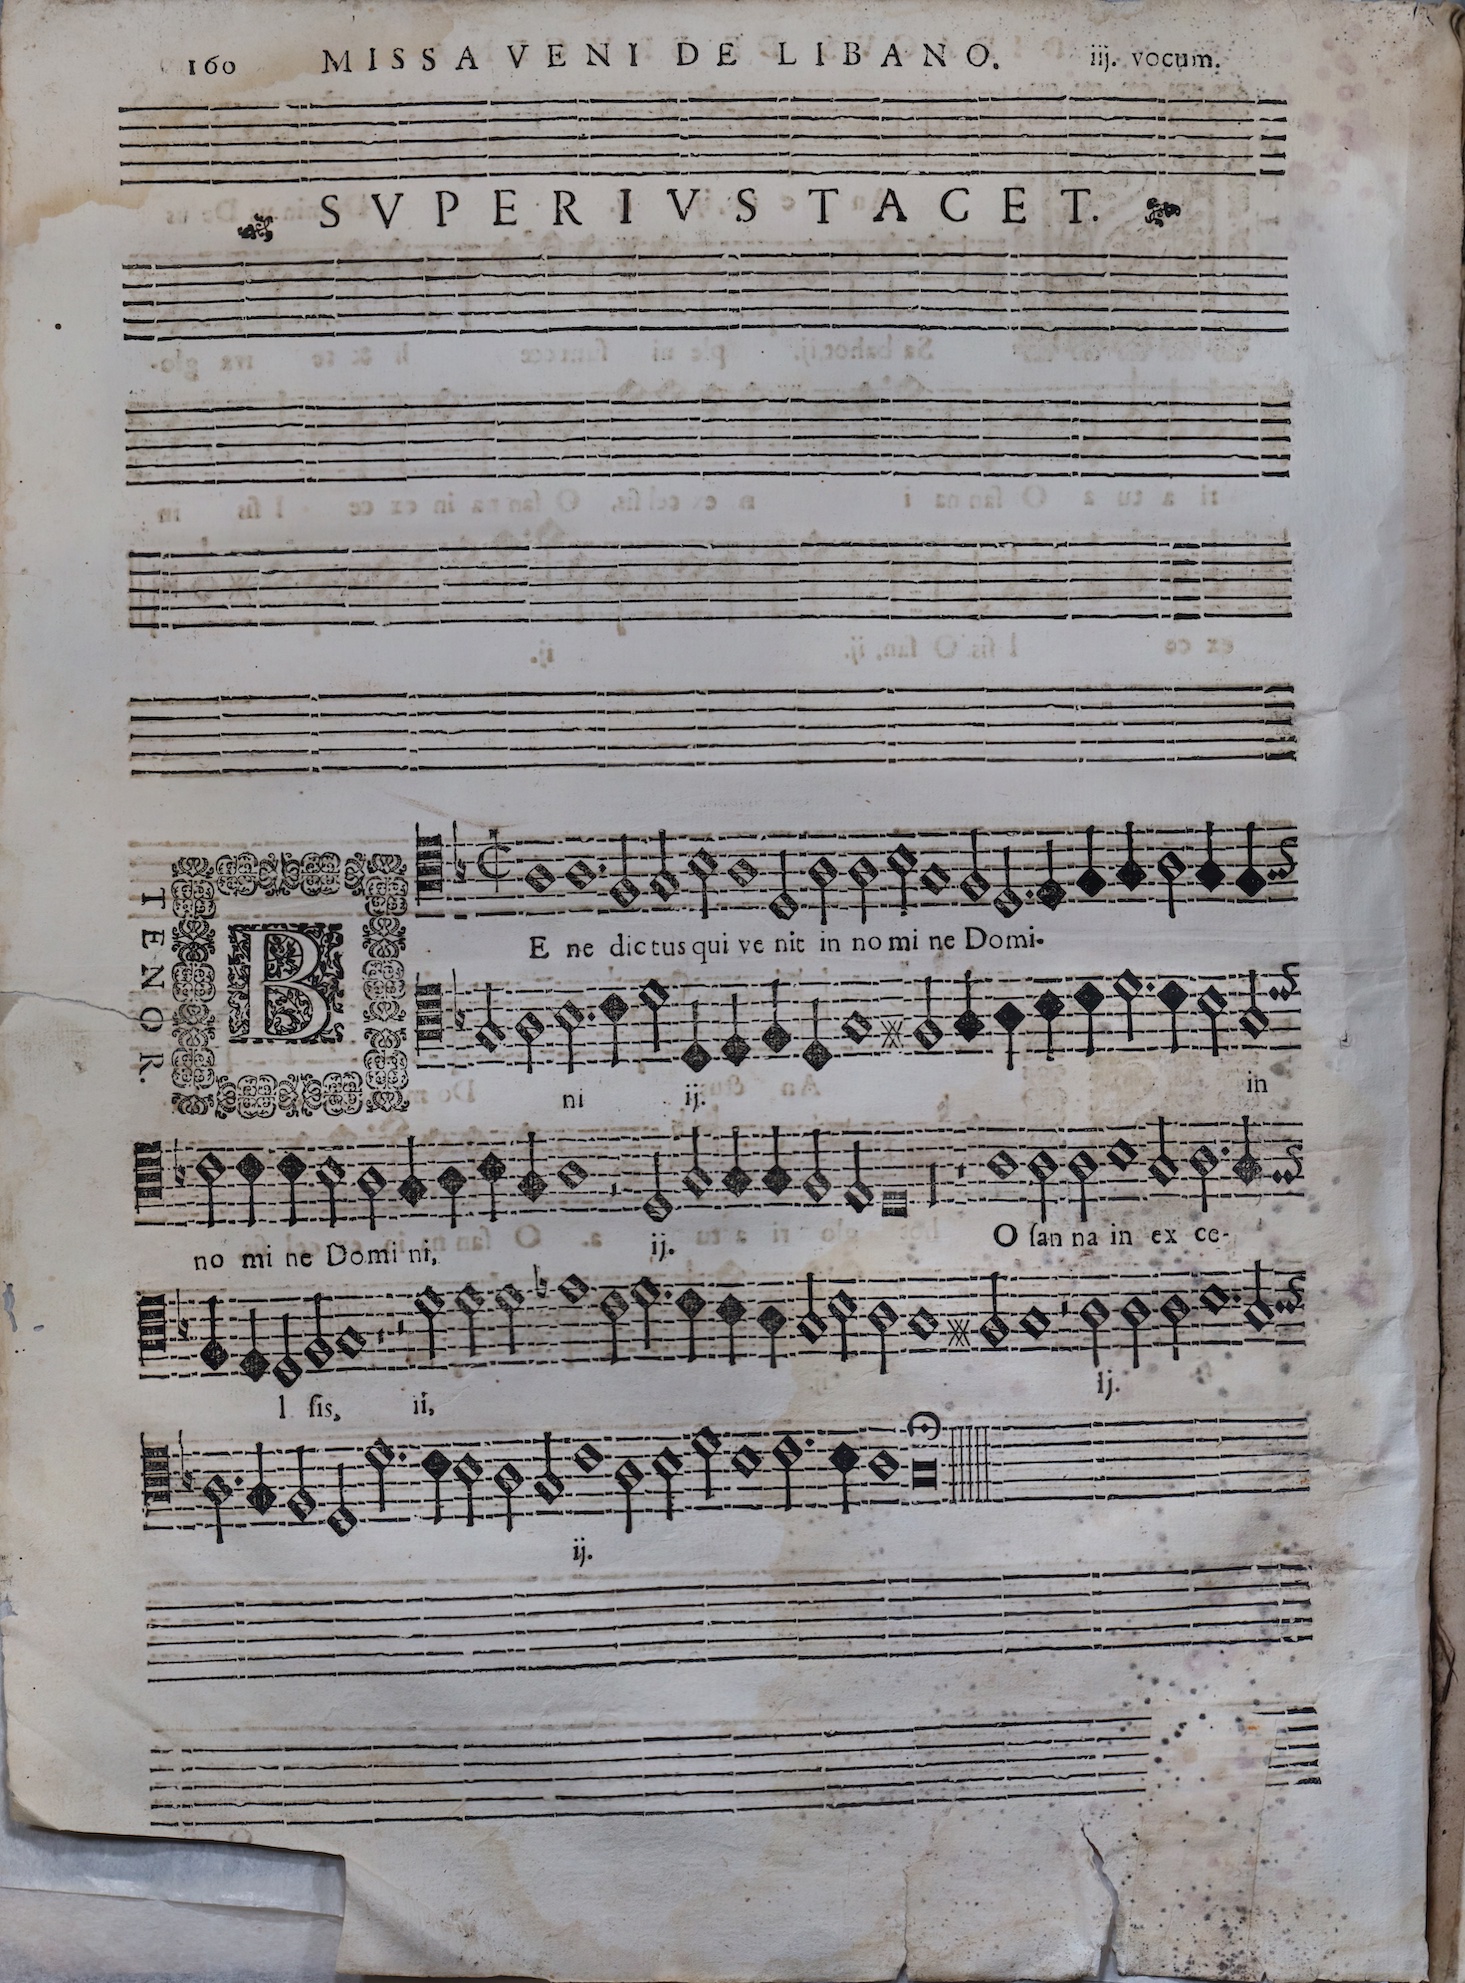 160 MISSA VENI DE LIBANO. iij. vocum.
SVPERIVS TACET.
TENOR.
B
E ne dictus qui ve nit in no mi ne Domi-
ni ij. in
no mi ne Domi ni, ij. O ſan na in ex ce-
l ſis, ij, ij.
ij.